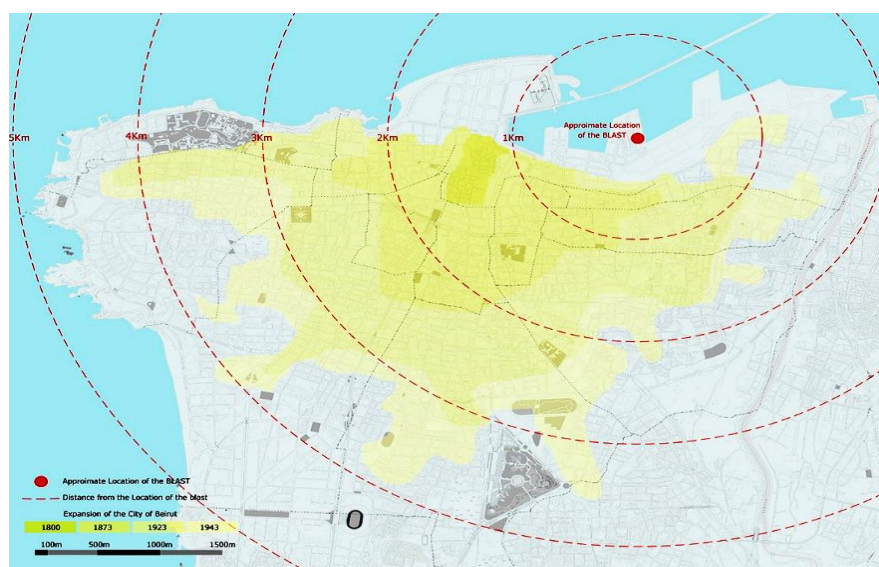 5Km
4Km
3Km
2Km
1Km
Approimate Location
of the BLAST
Approimate Location of the BLAST
Distance from the Location of the blast
Expansion of the City of Beirut
1800 1873 1923 1943
100m 500m 1000m 1500m